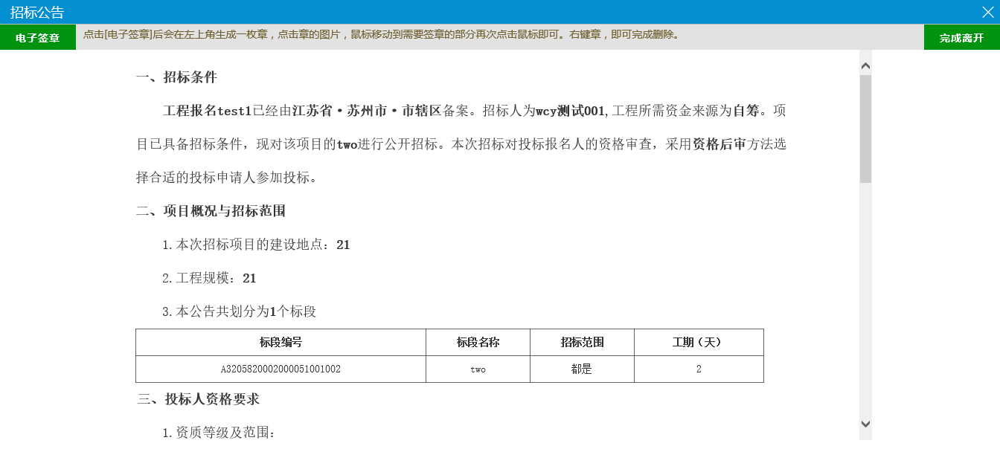 招标公告
电子签章 点击[电子签章]后会在左上角生成一枚章，点击章的图片，鼠标移动到需要签章的部分再次点击鼠标即可。右键章，即可完成删除。 完成离开
一、招标条件
工程报名test1已经由江苏省·苏州市·市辖区备案。招标人为wcy测试001,工程所需资金来源为自筹。项
目已具备招标条件，现对该项目的two进行公开招标。本次招标对投标报名人的资格审查，采用资格后审方法选
择合适的投标申请人参加投标。
二、项目概况与招标范围
1.本次招标项目的建设地点：21
2.工程规模：21
3.本公告共划分为1个标段
标段编号 标段名称 招标范围 工期（天）
A3205820002000051001002 two 都是 2
三、投标人资格要求
1.资质等级及范围：